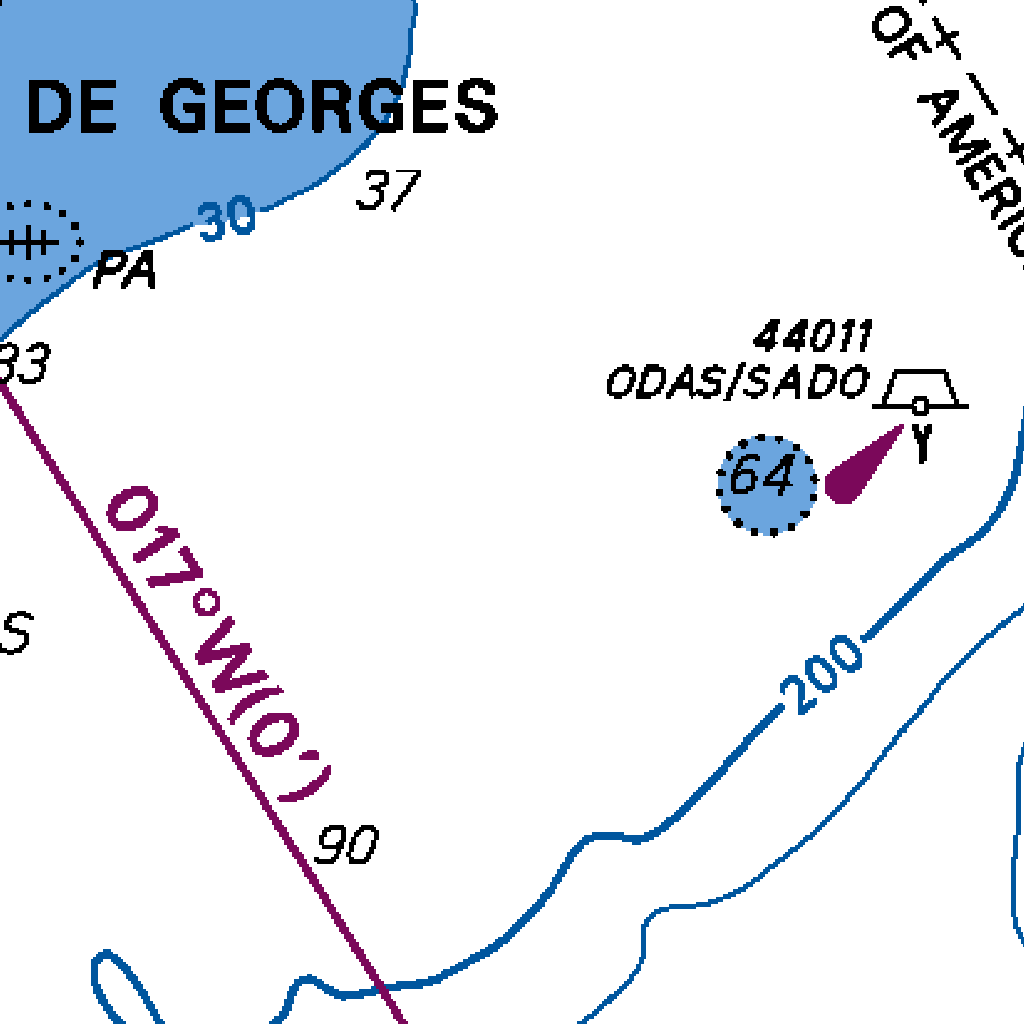 OF AMERIC
DE GEORGES
37
30
PA
33
44011
ODAS/SADO
Y
64
017°W(0')
S
200
90